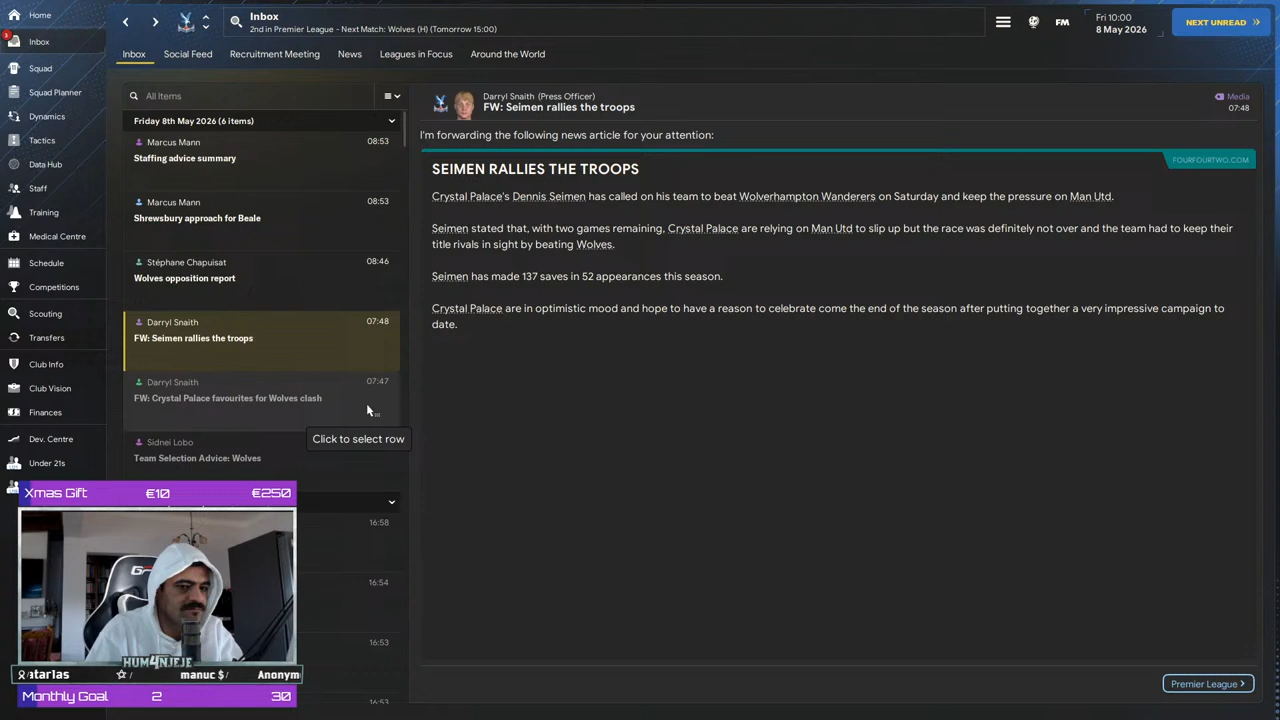 Home
Inbox
Squad
Squad Planner
Dynamics
Tactics
Data Hub
Staff
Training
Medical Centre
Schedule
Competitions
Scouting
Transfers
Club Info
Club Vision
Finances
Dev. Centre
Under 21s
3
Inbox
2nd in Premier League - Next Match: Wolves (H) (Tomorrow 15:00)
FM
Fri 10:00
8 May 2026
NEXT UNREAD
Inbox
Social Feed
Recruitment Meeting
News
Leagues in Focus
Around the World
All Items
Friday 8th May 2026 (6 items)
Marcus Mann 08:53
Staffing advice summary
Marcus Mann 08:53
Shrewsbury approach for Beale
Stéphane Chapuisat 08:46
Wolves opposition report
Darryl Snaith 07:48
FW: Seimen rallies the troops
Darryl Snaith 07:47
FW: Crystal Palace favourites for Wolves clash
Click to select row
Sidnei Lobo
Team Selection Advice: Wolves
16:58
16:54
16:53
16:53
Darryl Snaith (Press Officer)
FW: Seimen rallies the troops
Media
07:48
I'm forwarding the following news article for your attention:
FOURFOURTWO.COM
SEIMEN RALLIES THE TROOPS
Crystal Palace's Dennis Seimen has called on his team to beat Wolverhampton Wanderers on Saturday and keep the pressure on Man Utd.
Seimen stated that, with two games remaining, Crystal Palace are relying on Man Utd to slip up but the race was definitely not over and the team had to keep their
title rivals in sight by beating Wolves.
Seimen has made 137 saves in 52 appearances this season.
Crystal Palace are in optimistic mood and hope to have a reason to celebrate come the end of the season after putting together a very impressive campaign to
date.
Premier League
Xmas Gift €10 €250
HUM4NJEJE
atarlas / manuc $/ Anonym
Monthly Goal 2 30